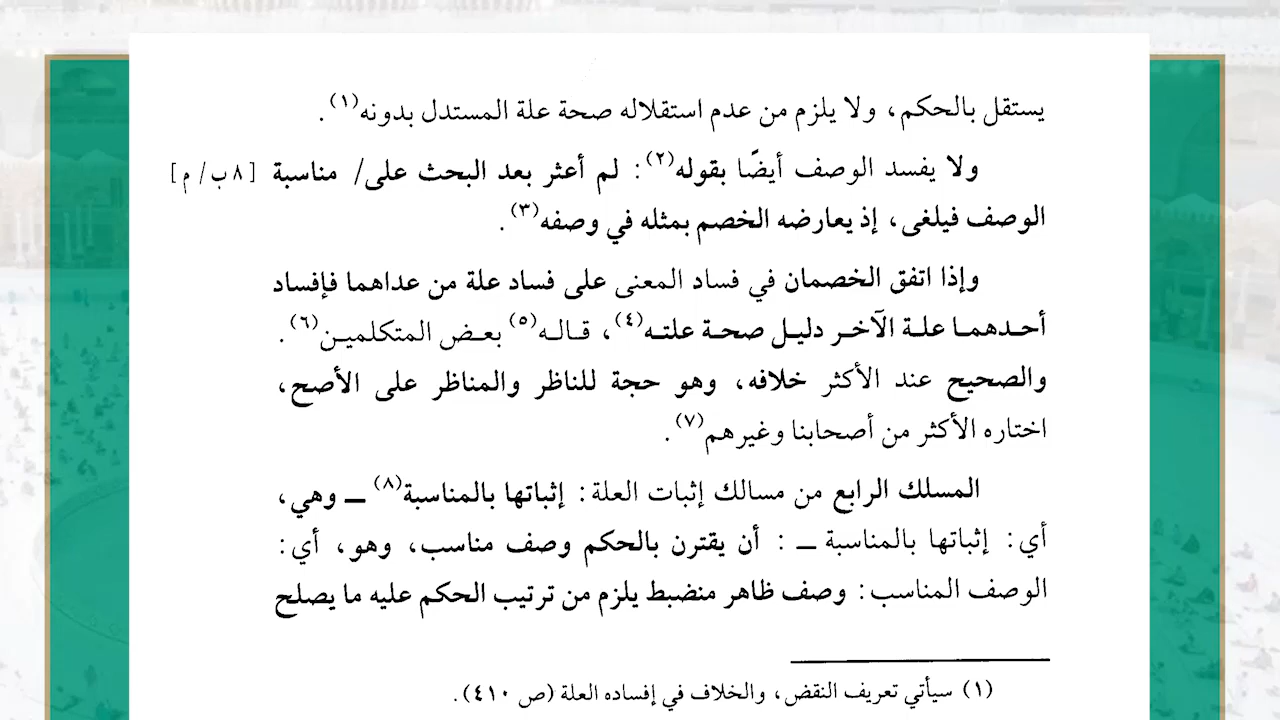 يستقل بالحكم، ولا يلزم من عدم استقلاله صحة علة المستدل بدونه(١).
ولا يفسد الوصف أيضًا بقوله(٢): لم أعثر بعد البحث على/ مناسبة [٨ب/م]
الوصف فيلغى، إذ يعارضه الخصم بمثله في وصفه(٣).
وإذا اتفق الخصمان في فساد المعنى على فساد علة من عداهما فإفساد
أحدهما علة الآخر دليل صحة علته(٤)، قاله(٥) بعض المتكلمين(٦).
والصحيح عند الأكثر خلافه، وهو حجة للناظر والمناظر على الأصح،
اختاره الأكثر من أصحابنا وغيرهم(٧).
المسلك الرابع من مسالك إثبات العلة: إثباتها بالمناسبة(٨) ــ وهي،
أي: إثباتها بالمناسبة ــ : أن يقترن بالحكم وصف مناسب، وهو، أي:
الوصف المناسب: وصف ظاهر منضبط يلزم من ترتيب الحكم عليه ما يصلح
(١) سيأتي تعريف النقض، والخلاف في إفساده العلة (ص ٤١٠).